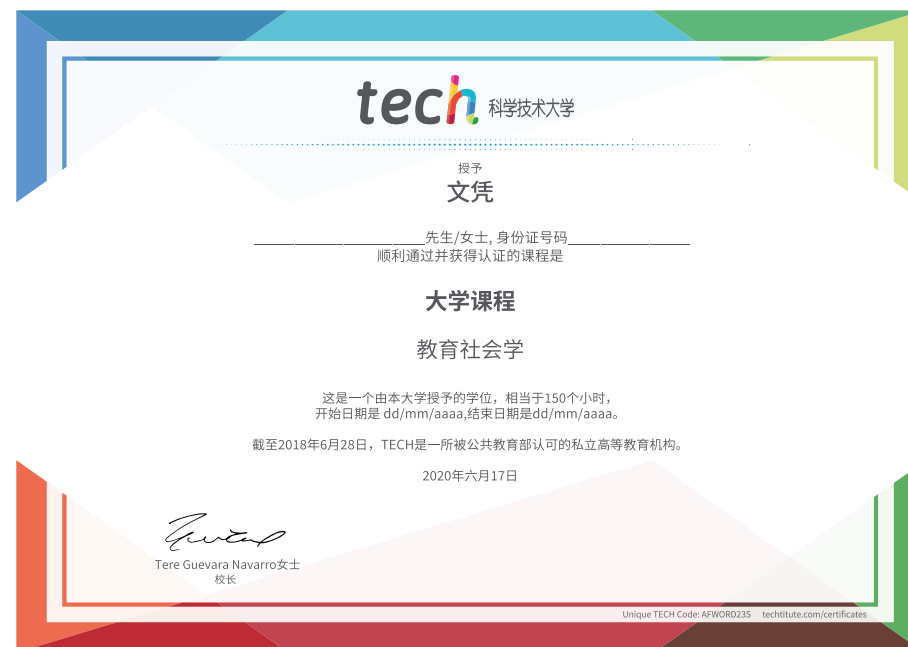 tech 科学技术大学
授予
文凭
先生/女士, 身份证号码
顺利通过并获得认证的课程是
大学课程
教育社会学
这是一个由本大学授予的学位，相当于150个小时，
开始日期是 dd/mm/aaaa,结束日期是dd/mm/aaaa。
截至2018年6月28日，TECH是一所被公共教育部认可的私立高等教育机构。
2020年六月17日
Tere Guevara Navarro女士
校长
Unique TECH Code: AFWORD23S techtitute.com/certificates